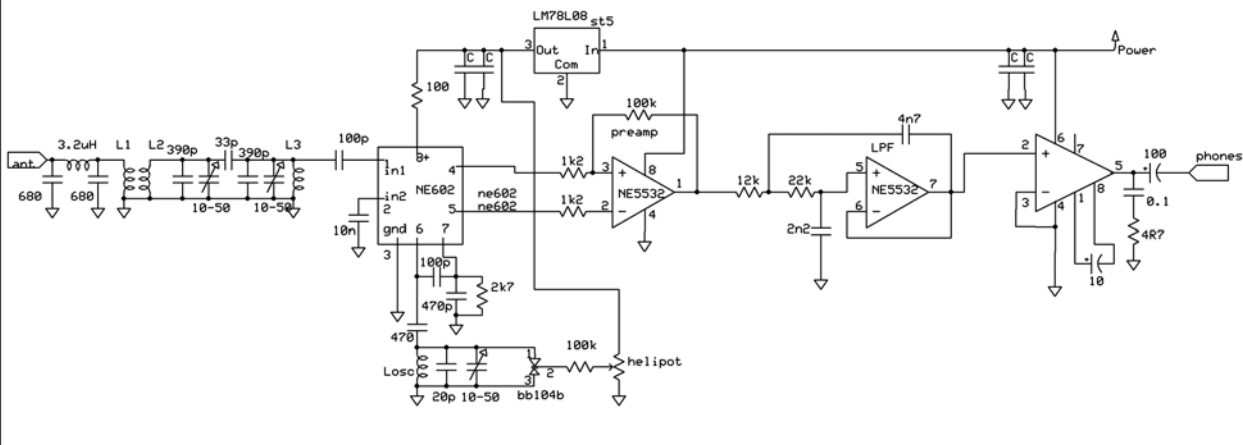 LM78L08 st5
3 Out In 1
Com
2
C C
C C
Power
100
100k
preamp
4n7
LPF
3.2uH L1 L2 390p 33p 390p L3
100p
ant
680 680
10-50 10-50
1 in1
8+
4
NE602
in2
2
5
gnd 6 7
3
10n
ne602
ne602
1k2
1k2
3 + 8
NE5532 1
2 - 4
12k 22k
2n2
5 +
NE5532 7
6 -
2 + 6 7
5
3 - 4 1 8
100
phones
0.1
4R7
10
100p
470p
2k7
470
Losc
20p 10-50
1
2
3
bb104b
100k
helipot